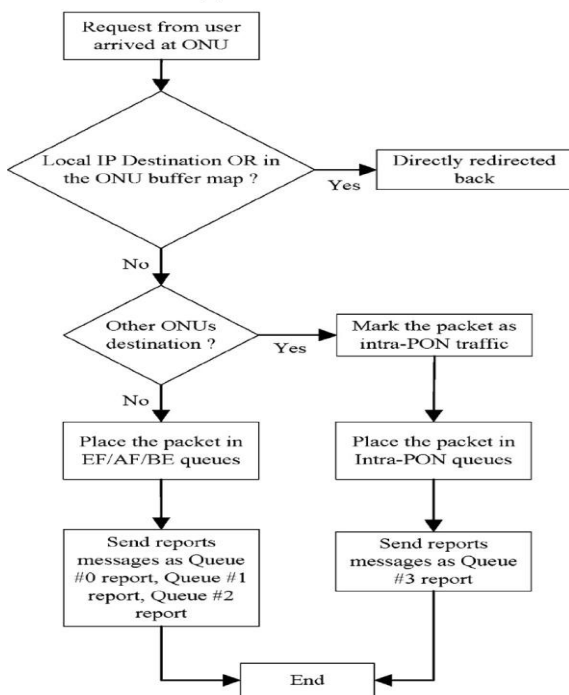 Request from user
arrived at ONU
Local IP Destination OR in
the ONU buffer map ?
Yes
Directly redirected
back
No
Other ONUs
destination ?
Yes
Mark the packet as
intra-PON traffic
No
Place the packet in
EF/AF/BE queues
Place the packet in
Intra-PON queues
Send reports
messages as Queue
#0 report, Queue #1
report, Queue #2
report
Send reports
messages as Queue
#3 report
End